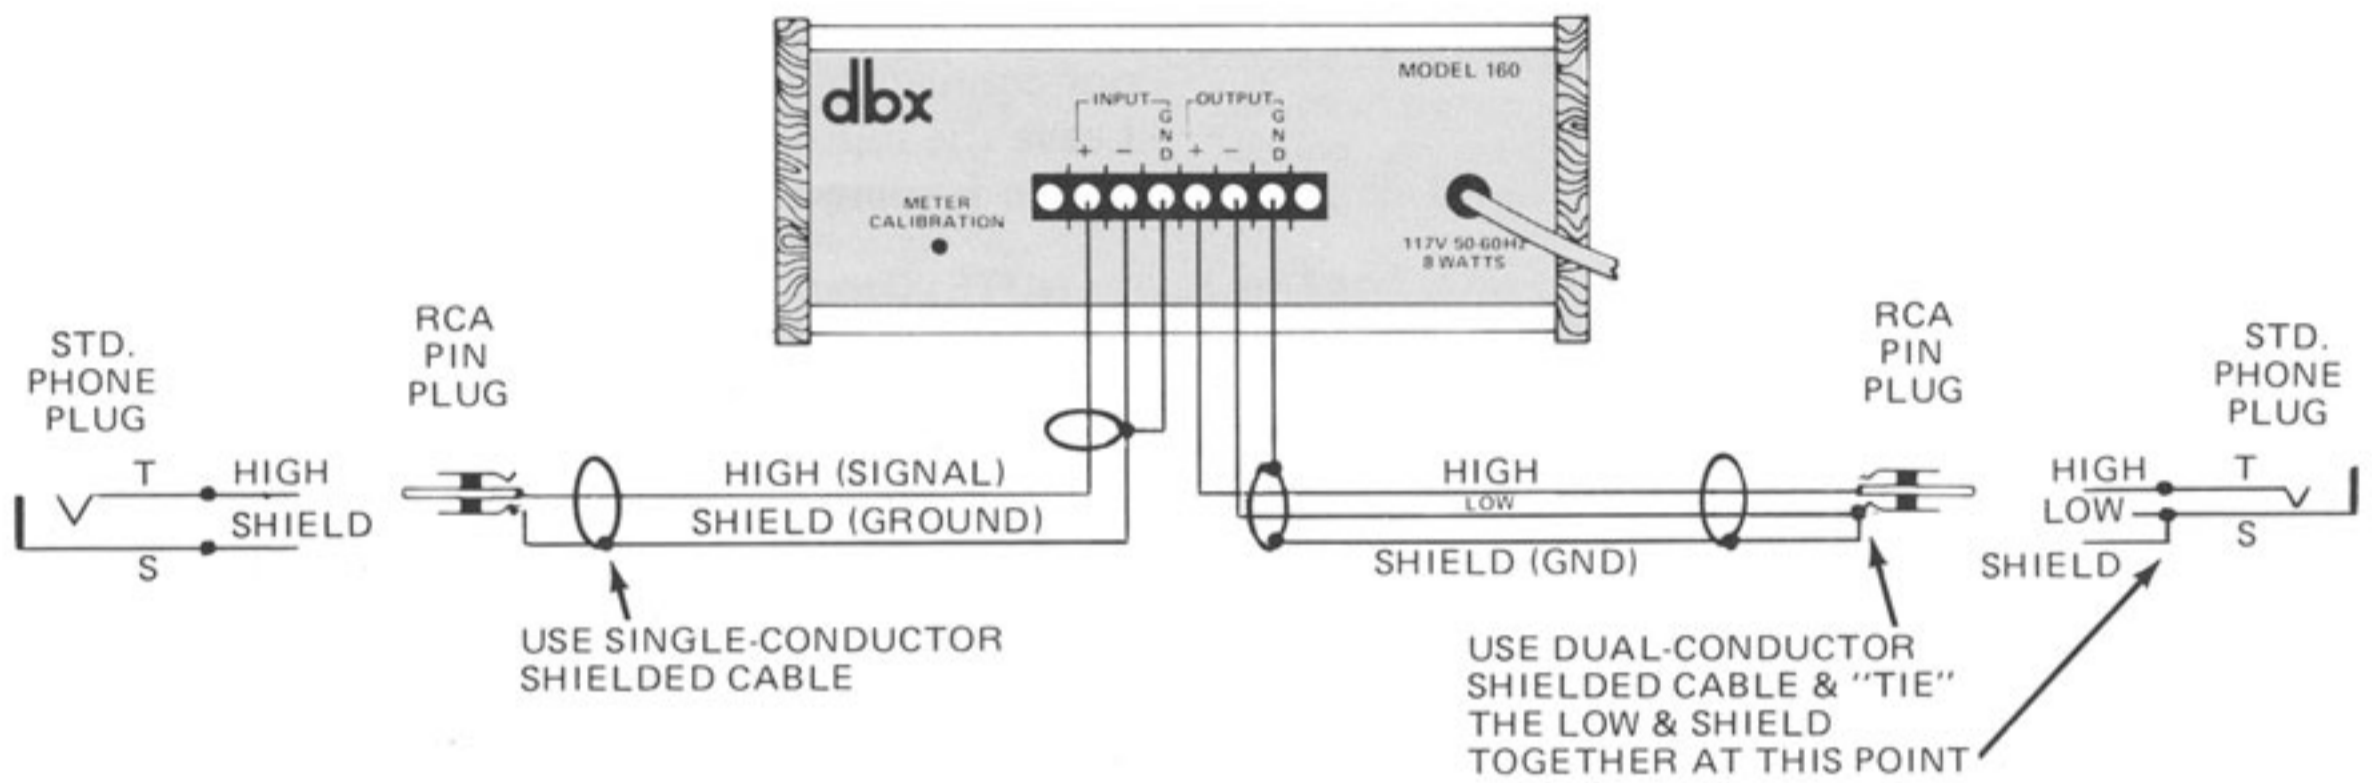 dbx
MODEL 160
INPUT
OUTPUT
GND
GND
+ − + −
METER
CALIBRATION
117V 50-60Hz
8 WATTS
STD.
PHONE
PLUG
RCA
PIN
PLUG
T
HIGH
SHIELD
S
HIGH (SIGNAL)
SHIELD (GROUND)
USE SINGLE-CONDUCTOR
SHIELDED CABLE
HIGH
LOW
SHIELD (GND)
RCA
PIN
PLUG
STD.
PHONE
PLUG
HIGH
T
LOW
S
SHIELD
USE DUAL-CONDUCTOR
SHIELDED CABLE & "TIE"
THE LOW & SHIELD
TOGETHER AT THIS POINT